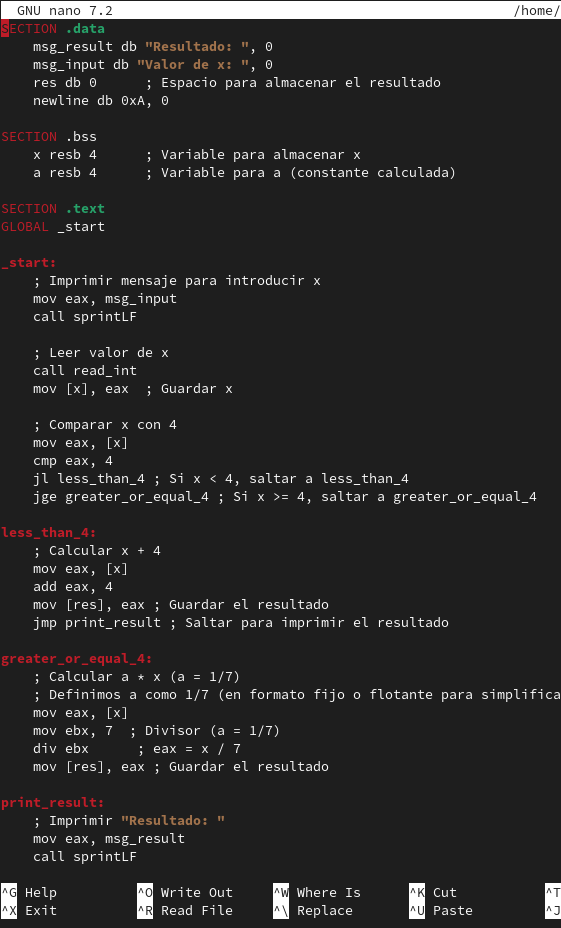 GNU nano 7.2 /home/
SECTION .data
    msg_result db "Resultado: ", 0
    msg_input db "Valor de x: ", 0
    res db 0      ; Espacio para almacenar el resultado
    newline db 0xA, 0

SECTION .bss
    x resb 4      ; Variable para almacenar x
    a resb 4      ; Variable para a (constante calculada)

SECTION .text
GLOBAL _start

_start:
    ; Imprimir mensaje para introducir x
    mov eax, msg_input
    call sprintLF

    ; Leer valor de x
    call read_int
    mov [x], eax  ; Guardar x

    ; Comparar x con 4
    mov eax, [x]
    cmp eax, 4
    jl less_than_4 ; Si x < 4, saltar a less_than_4
    jge greater_or_equal_4 ; Si x >= 4, saltar a greater_or_equal_4

less_than_4:
    ; Calcular x + 4
    mov eax, [x]
    add eax, 4
    mov [res], eax ; Guardar el resultado
    jmp print_result ; Saltar para imprimir el resultado

greater_or_equal_4:
    ; Calcular a * x (a = 1/7)
    ; Definimos a como 1/7 (en formato fijo o flotante para simplifica
    mov eax, [x]
    mov ebx, 7  ; Divisor (a = 1/7)
    div ebx      ; eax = x / 7
    mov [res], eax ; Guardar el resultado

print_result:
    ; Imprimir "Resultado: "
    mov eax, msg_result
    call sprintLF

^G Help ^O Write Out ^W Where Is ^K Cut ^T
^X Exit ^R Read File ^\ Replace ^U Paste ^J